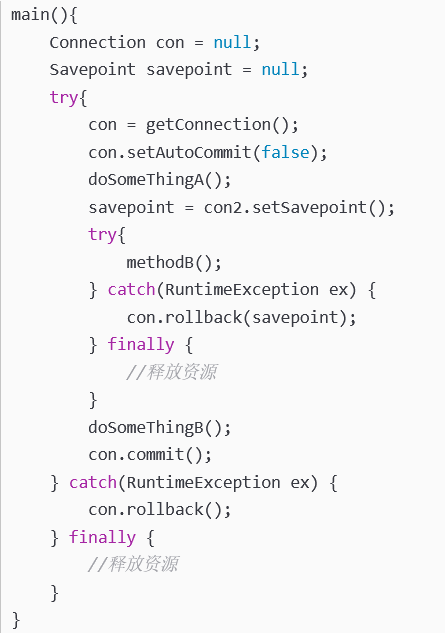 main(){
    Connection con = null;
    Savepoint savepoint = null;
    try{
        con = getConnection();
        con.setAutoCommit(false);
        doSomeThingA();
        savepoint = con2.setSavepoint();
        try{
            methodB();
        } catch(RuntimeException ex) {
            con.rollback(savepoint);
        } finally {
            //释放资源
        }
        doSomeThingB();
        con.commit();
    } catch(RuntimeException ex) {
        con.rollback();
    } finally {
        //释放资源
    }
}